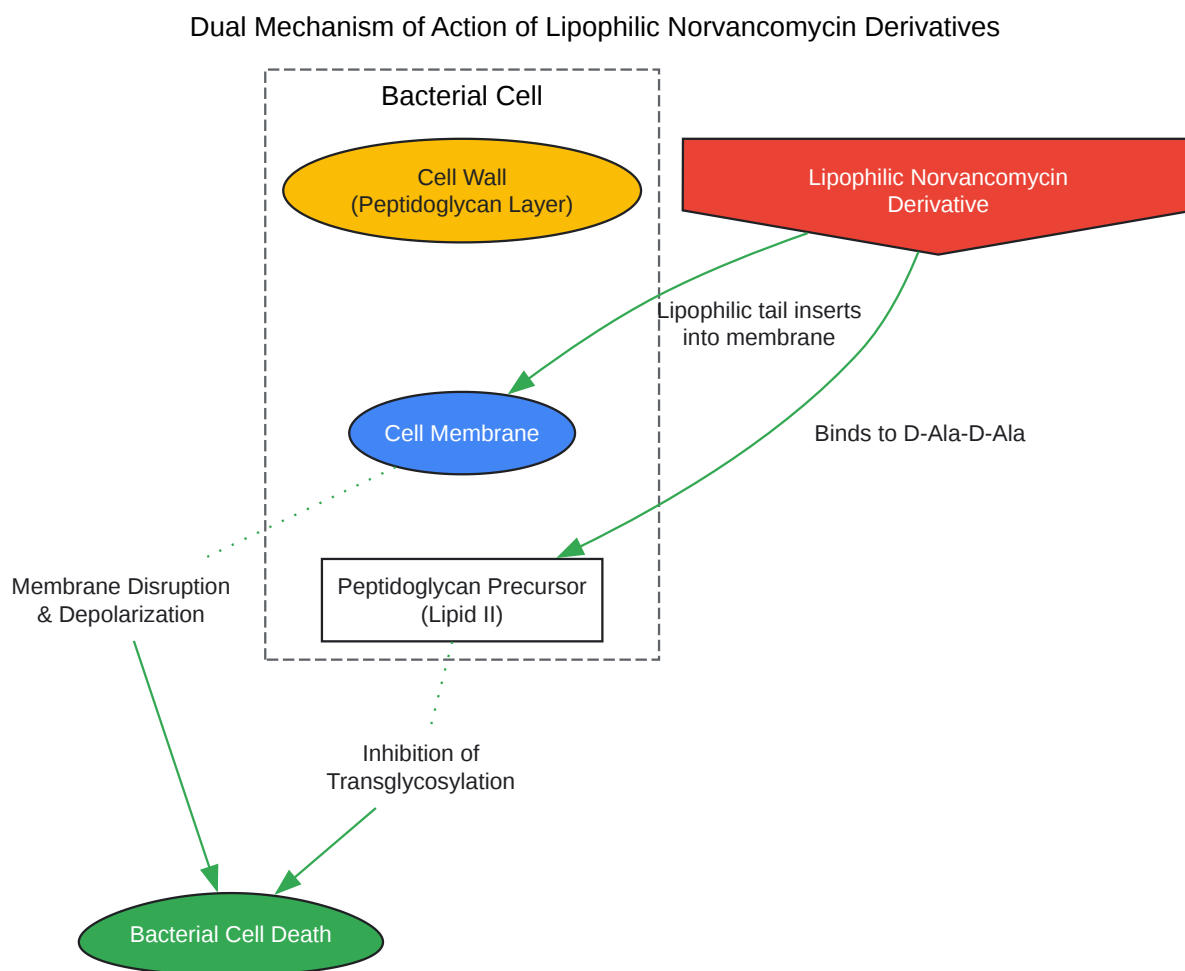 Dual Mechanism of Action of Lipophilic Norvancomycin Derivatives
Bacterial Cell
Cell Wall
(Peptidoglycan Layer)
Lipophilic Norvancomycin
Derivative
Lipophilic tail inserts
into membrane
Cell Membrane
Binds to D-Ala-D-Ala
Membrane Disruption
& Depolarization
Peptidoglycan Precursor
(Lipid II)
Inhibition of
Transglycosylation
Bacterial Cell Death